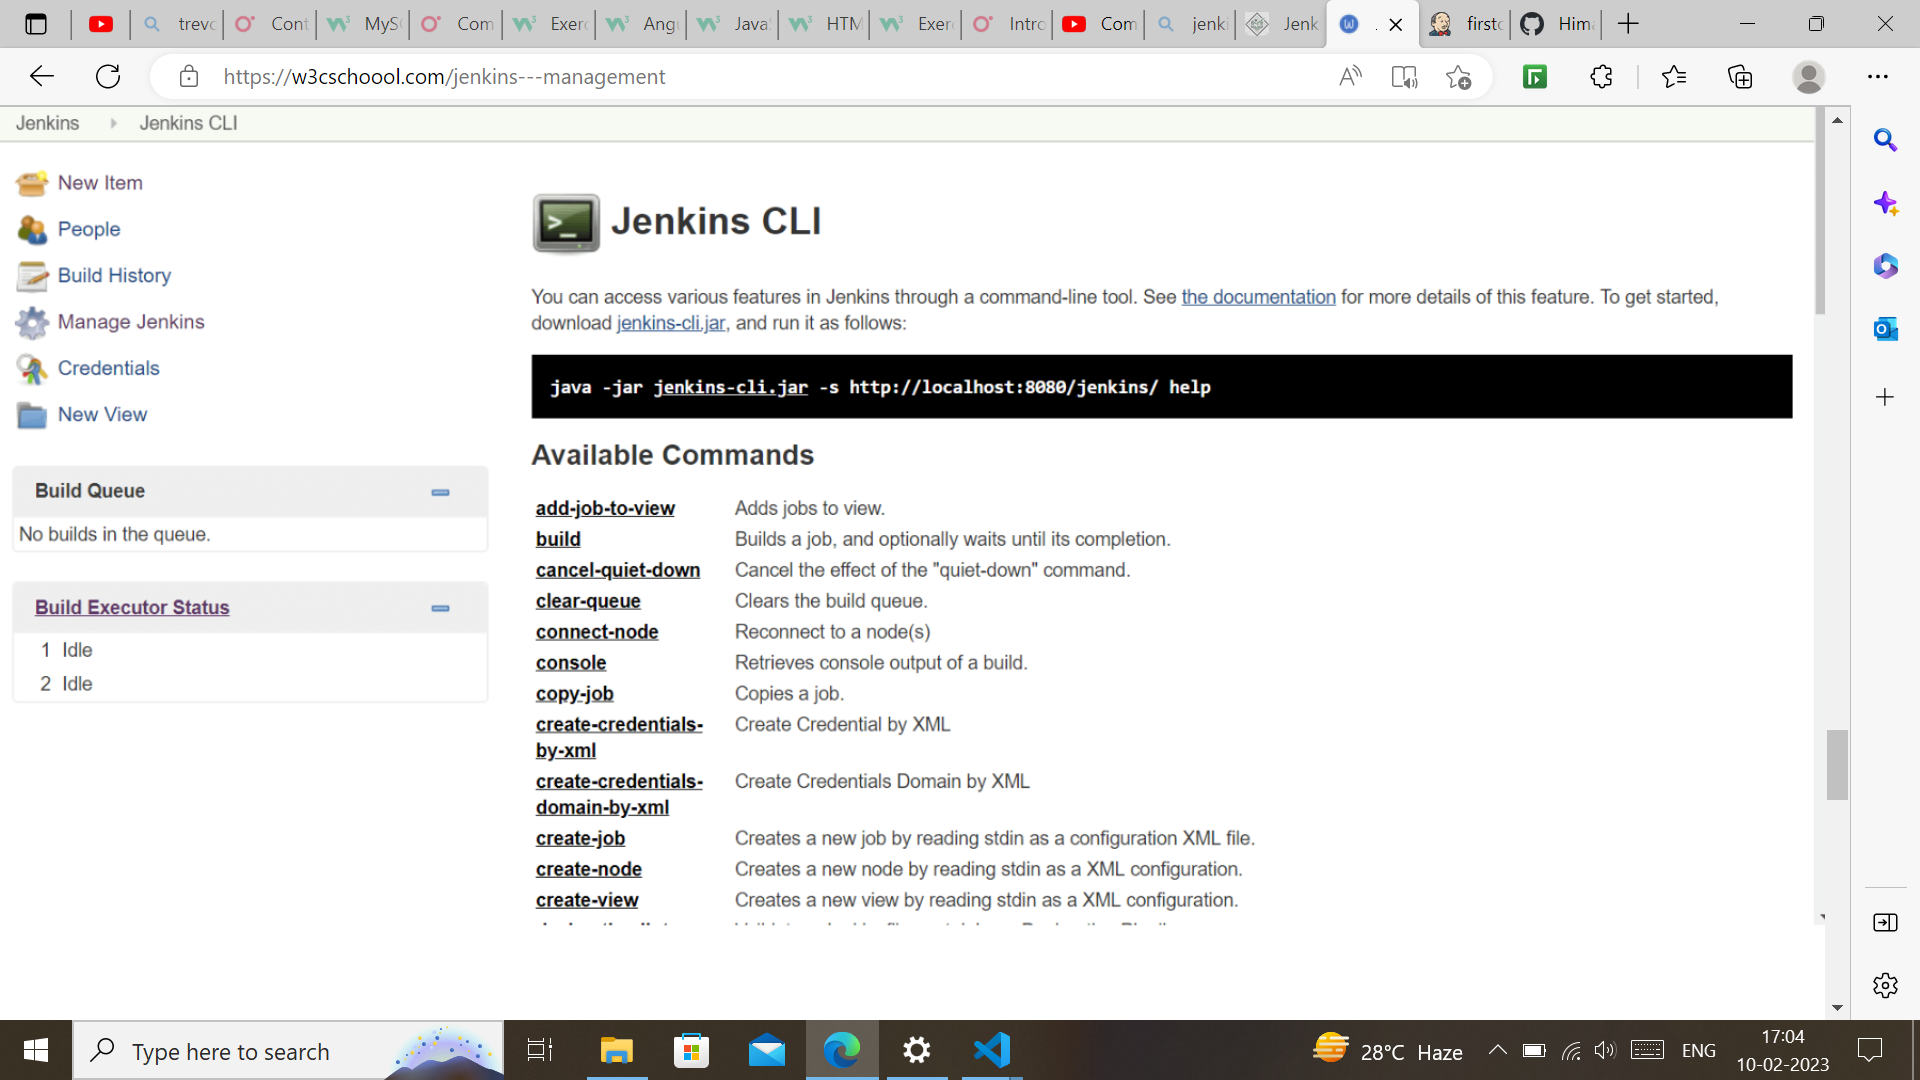 trevc
Cont
MySQ
Com
Exerc
Angu
JavaS
HTM
Exerc
Intro
Com
jenki
Jenk
.
firstc
Him
https://w3cschoool.com/jenkins---management
Jenkins
Jenkins CLI
New Item
People
Build History
Manage Jenkins
Credentials
New View
Build Queue
No builds in the queue.
Build Executor Status
1 Idle
2 Idle
Jenkins CLI
You can access various features in Jenkins through a command-line tool. See the documentation for more details of this feature. To get started,
download jenkins-cli.jar, and run it as follows:
java -jar jenkins-cli.jar -s http://localhost:8080/jenkins/ help
Available Commands
add-job-to-view Adds jobs to view.
build Builds a job, and optionally waits until its completion.
cancel-quiet-down Cancel the effect of the "quiet-down" command.
clear-queue Clears the build queue.
connect-node Reconnect to a node(s)
console Retrieves console output of a build.
copy-job Copies a job.
create-credentials- Create Credential by XML
by-xml
create-credentials- Create Credentials Domain by XML
domain-by-xml
create-job Creates a new job by reading stdin as a configuration XML file.
create-node Creates a new node by reading stdin as a XML configuration.
create-view Creates a new view by reading stdin as a XML configuration.
Type here to search
28°C Haze
ENG
17:04
10-02-2023